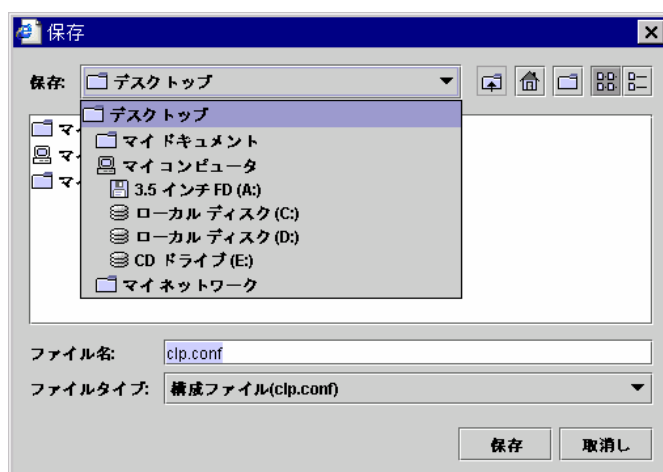 保存
保存: デスクトップ
デスクトップ
マイ ドキュメント
マイ コンピュータ
3.5 インチ FD (A:)
ローカル ディスク (C:)
ローカル ディスク (D:)
CD ドライブ (E:)
マイ ネットワーク
マ
マ
マ
ファイル名: clp.conf
ファイルタイプ: 構成ファイル(clp.conf)
保存 取消し